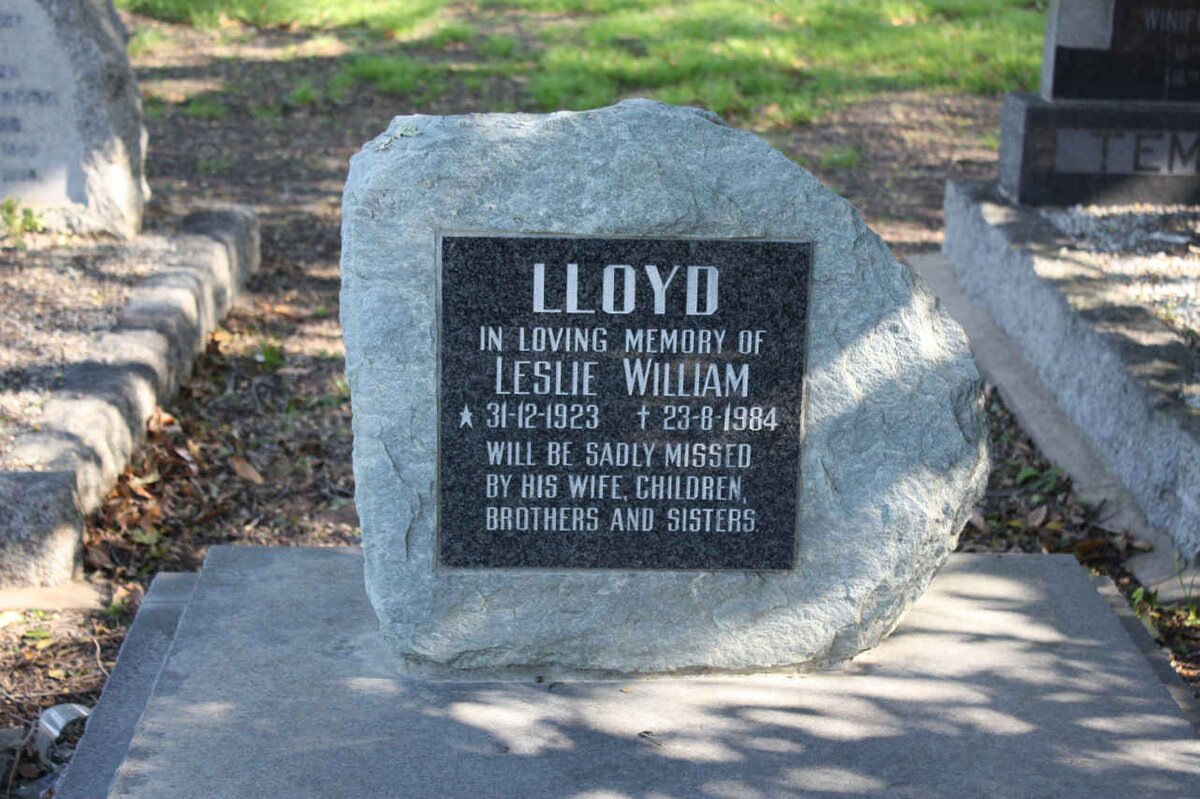 LLOYD
IN LOVING MEMORY OF
LESLIE WILLIAM
★ 31-12-1923 † 23-8-1984
WILL BE SADLY MISSED
BY HIS WIFE, CHILDREN,
BROTHERS AND SISTERS.